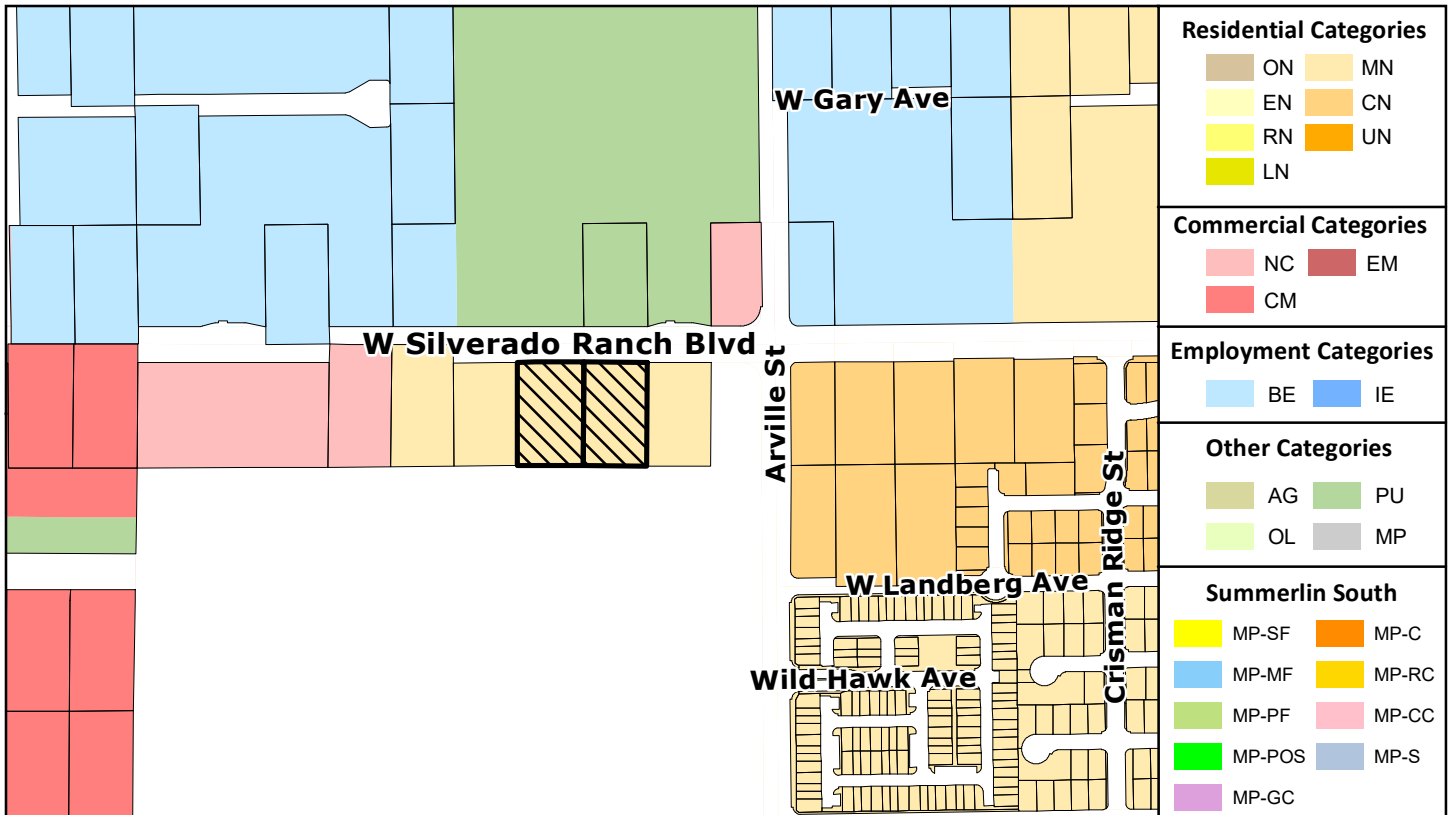 W Gary Ave
W Silverado Ranch Blvd
Arville St
Crisman Ridge St
W Landberg Ave
Wild Hawk Ave
Residential Categories
ON MN
EN CN
RN UN
LN
Commercial Categories
NC EM
CM
Employment Categories
BE IE
Other Categories
AG PU
OL MP
Summerlin South
MP-SF MP-C
MP-MF MP-RC
MP-PF MP-CC
MP-POS MP-S
MP-GC